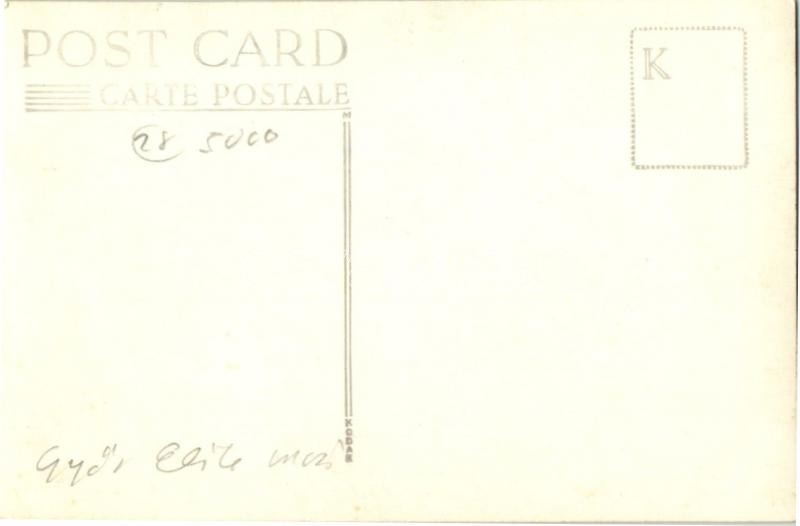 POST CARD
CARTE POSTALE
K
28 5000
M
KODAK
Győr Elite mozi